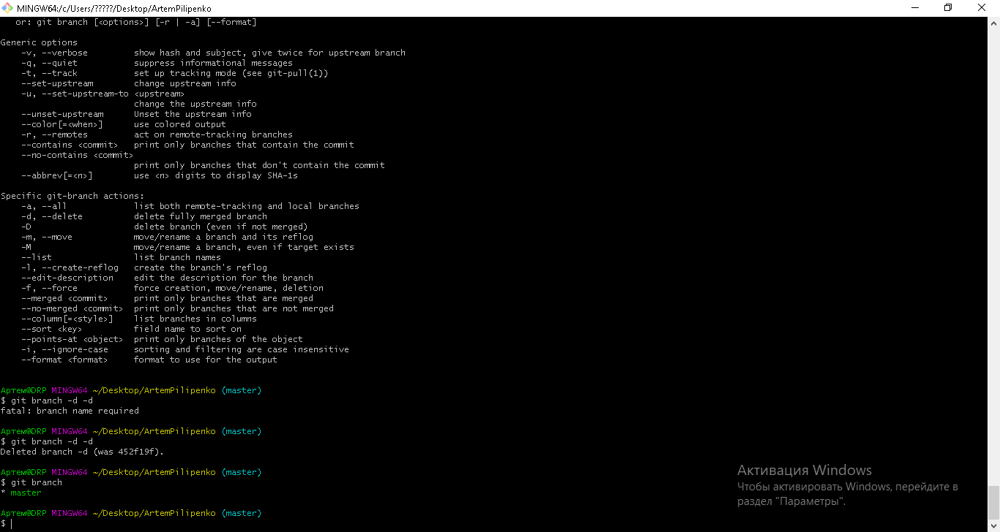 MINGW64:/c/Users/?????/Desktop/ArtemPilipenko
or: git branch [<options>] [-r | -a] [--format]
Generic options
-v, --verbose show hash and subject, give twice for upstream branch
-q, --quiet suppress informational messages
-t, --track set up tracking mode (see git-pull(1))
--set-upstream change upstream info
-u, --set-upstream-to <upstream>
change the upstream info
--unset-upstream Unset the upstream info
--color[=<when>] use colored output
-r, --remotes act on remote-tracking branches
--contains <commit> print only branches that contain the commit
--no-contains <commit>
print only branches that don't contain the commit
--abbrev[=<n>] use <n> digits to display SHA-1s
Specific git-branch actions:
-a, --all list both remote-tracking and local branches
-d, --delete delete fully merged branch
-D delete branch (even if not merged)
-m, --move move/rename a branch and its reflog
-M move/rename a branch, even if target exists
--list list branch names
-l, --create-reflog create the branch's reflog
--edit-description edit the description for the branch
-f, --force force creation, move/rename, deletion
--merged <commit> print only branches that are merged
--no-merged <commit> print only branches that are not merged
--column[=<style>] list branches in columns
--sort <key> field name to sort on
--points-at <object> print only branches of the object
-i, --ignore-case sorting and filtering are case insensitive
--format <format> format to use for the output
Артем@DRP MINGW64 ~/Desktop/ArtemPilipenko (master)
$ git branch -d -d
fatal: branch name required
Артем@DRP MINGW64 ~/Desktop/ArtemPilipenko (master)
$ git branch -d -d
Deleted branch -d (was 452f19f).
Артем@DRP MINGW64 ~/Desktop/ArtemPilipenko (master)
$ git branch
* master
Артем@DRP MINGW64 ~/Desktop/ArtemPilipenko (master)
$
Активация Windows
Чтобы активировать Windows, перейдите в
раздел "Параметры".